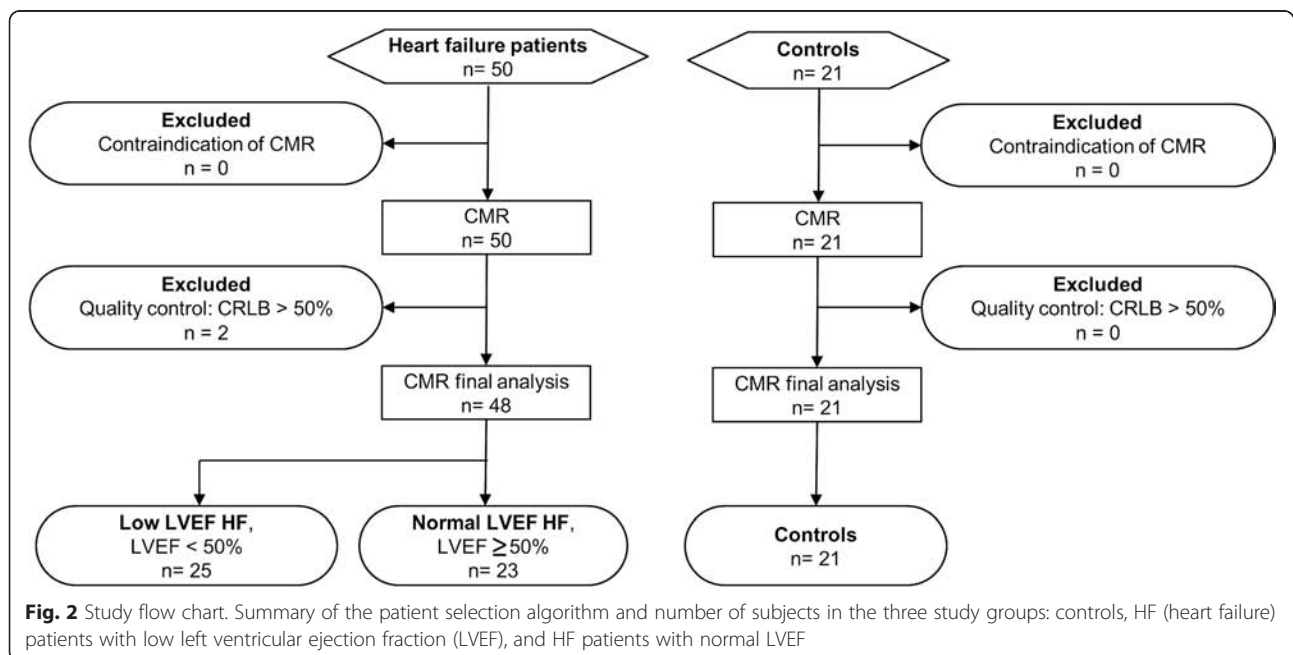 Heart failure patients
n= 50
Controls
n= 21
Excluded
Contraindication of CMR
n = 0
Excluded
Contraindication of CMR
n = 0
CMR
n= 50
CMR
n= 21
Excluded
Quality control: CRLB > 50%
n = 2
Excluded
Quality control: CRLB > 50%
n = 0
CMR final analysis
n= 48
CMR final analysis
n= 21
Low LVEF HF,
LVEF < 50%
n= 25
Normal LVEF HF,
LVEF ≥50%
n= 23
Controls
n= 21
Fig. 2 Study flow chart. Summary of the patient selection algorithm and number of subjects in the three study groups: controls, HF (heart failure)
patients with low left ventricular ejection fraction (LVEF), and HF patients with normal LVEF